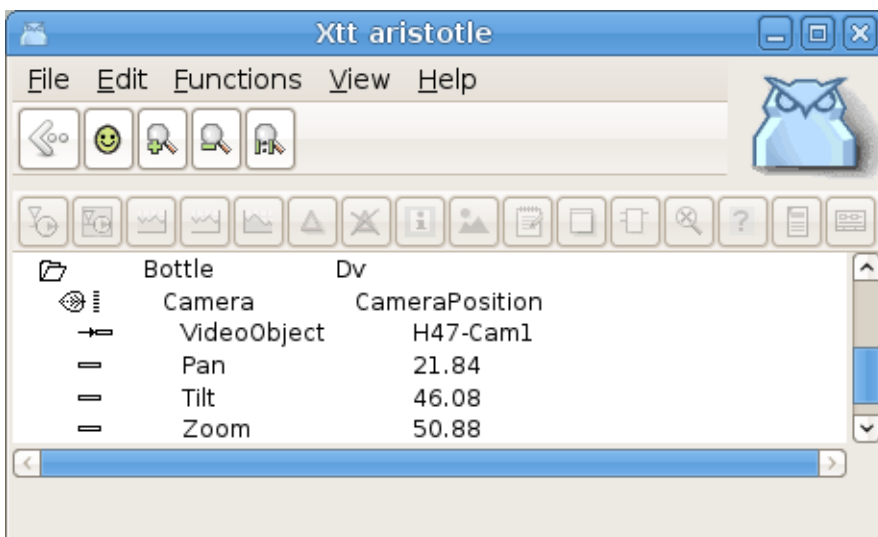 Xtt aristotle
File Edit Functions View Help
Bottle Dv
Camera CameraPosition
VideoObject H47-Cam1
Pan 21.84
Tilt 46.08
Zoom 50.88